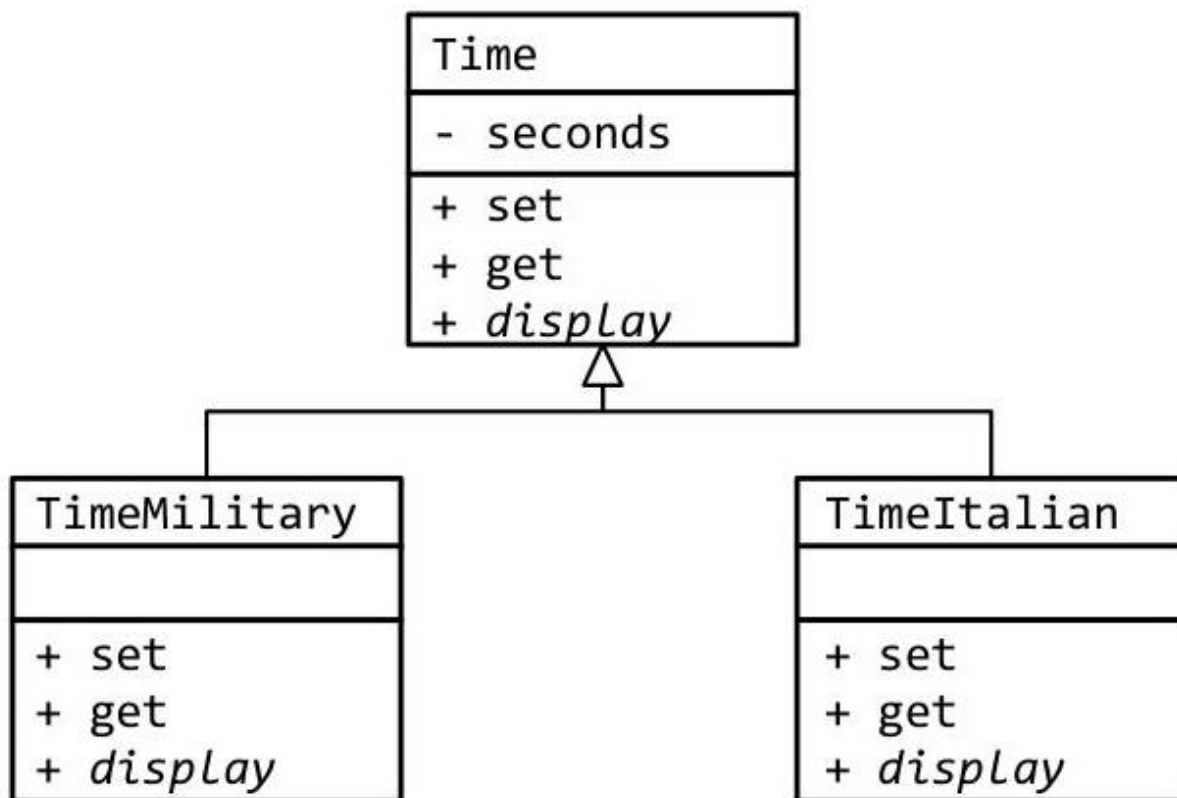 Time
- seconds
+ set
+ get
+ display
TimeMilitary
+ set
+ get
+ display
TimeItalian
+ set
+ get
+ display